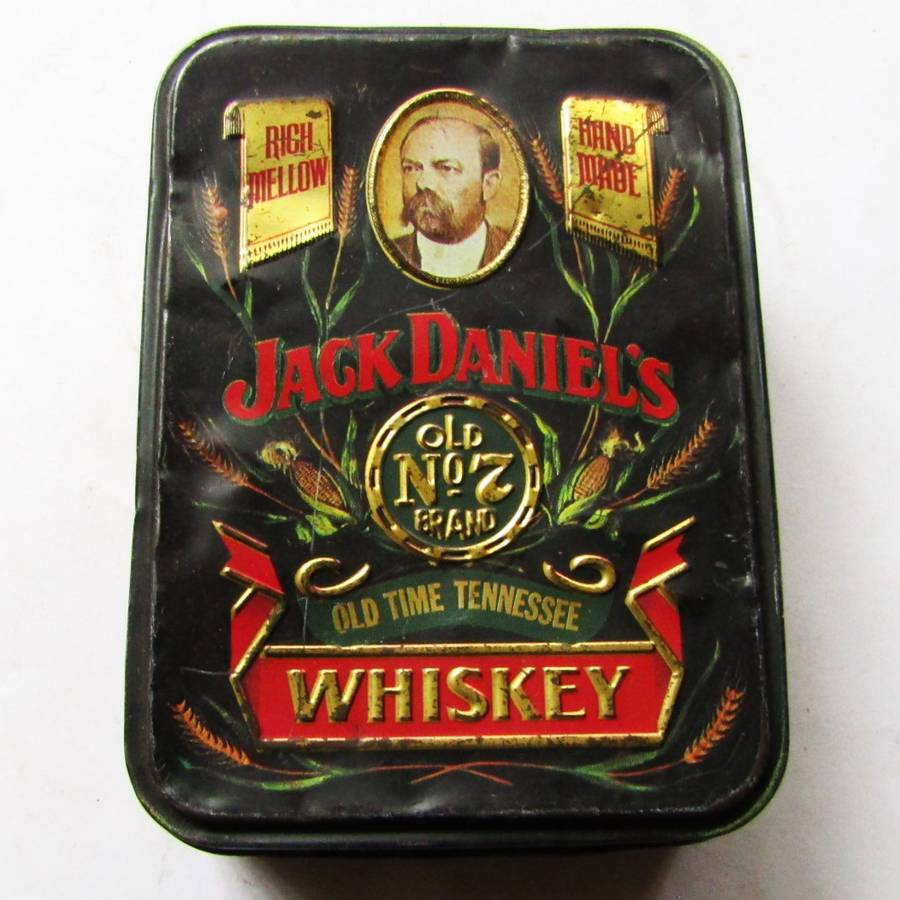 RICH
MELLOW
HAND
MADE
JACK DANIEL'S
OLD
No. 7
BRAND
OLD TIME TENNESSEE
WHISKEY